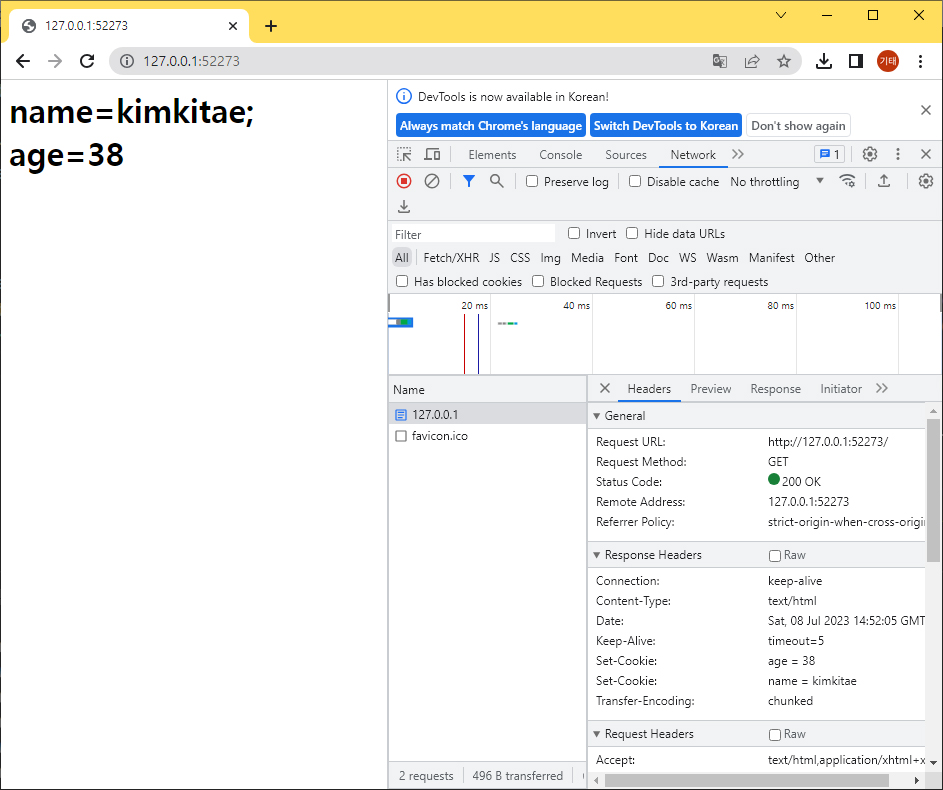 127.0.0.1:52273
127.0.0.1:52273
기태
name=kimkitae;
age=38
DevTools is now available in Korean!
Always match Chrome's language Switch DevTools to Korean Don't show again
Elements Console Sources Network 1
Preserve log Disable cache No throttling
Filter Invert Hide data URLs
All Fetch/XHR JS CSS Img Media Font Doc WS Wasm Manifest Other
Has blocked cookies Blocked Requests 3rd-party requests
20 ms 40 ms 60 ms 80 ms 100 ms
Name
127.0.0.1
favicon.ico
Headers Preview Response Initiator
General
Request URL: http://127.0.0.1:52273/
Request Method: GET
Status Code: 200 OK
Remote Address: 127.0.0.1:52273
Referrer Policy: strict-origin-when-cross-origi
Response Headers Raw
Connection: keep-alive
Content-Type: text/html
Date: Sat, 08 Jul 2023 14:52:05 GMT
Keep-Alive: timeout=5
Set-Cookie: age = 38
Set-Cookie: name = kimkitae
Transfer-Encoding: chunked
Request Headers Raw
Accept: text/html,application/xhtml+x
2 requests 496 B transferred